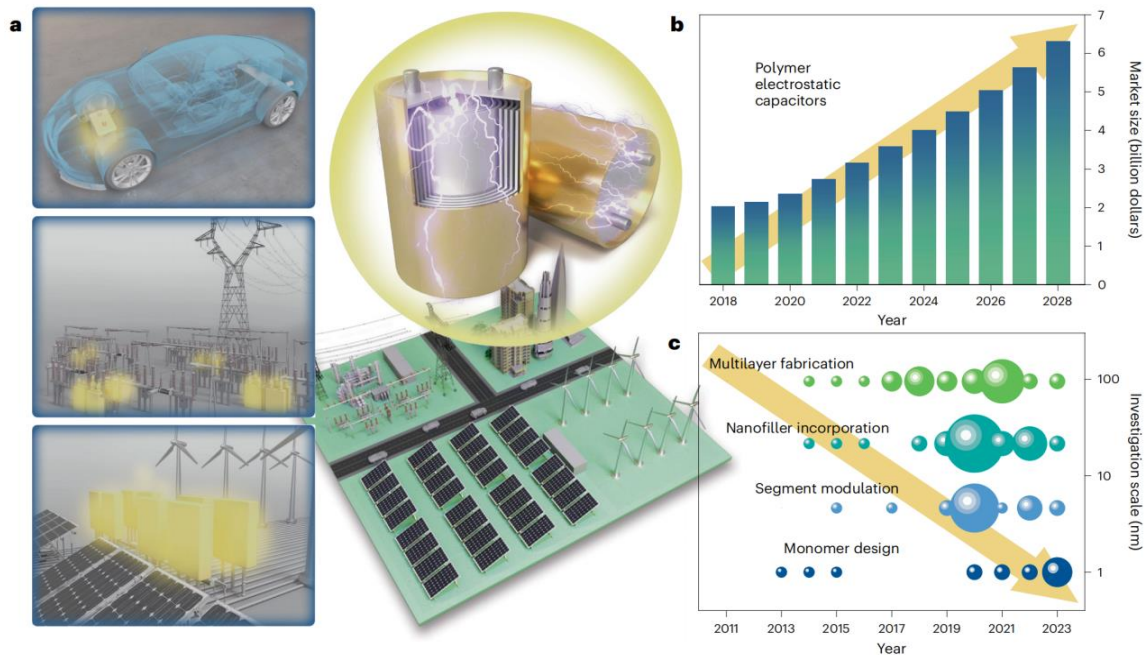 a
b
Polymer
electrostatic
capacitors
7
6
5
4
3
2
1
0
Market size (billion dollars)
2018
2020
2022
2024
2026
2028
Year
c
Multilayer fabrication
Nanofiller incorporation
Segment modulation
Monomer design
100
10
1
Investigation scale (nm)
2011
2013
2015
2017
2019
2021
2023
Year